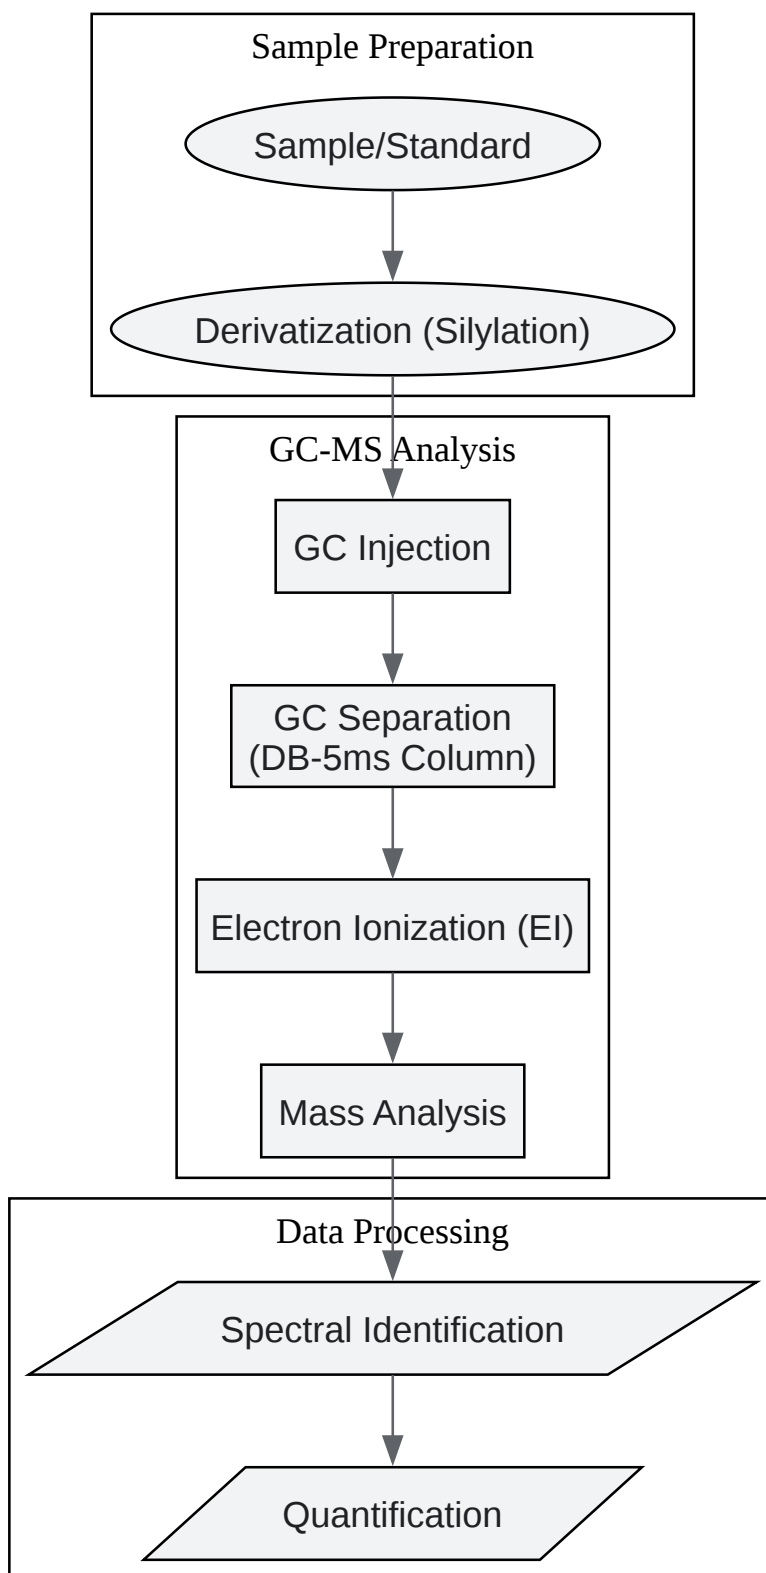 Sample Preparation
Sample/Standard
Derivatization (Silylation)
GC-MS Analysis
GC Injection
GC Separation
(DB-5ms Column)
Electron Ionization (EI)
Mass Analysis
Data Processing
Spectral Identification
Quantification